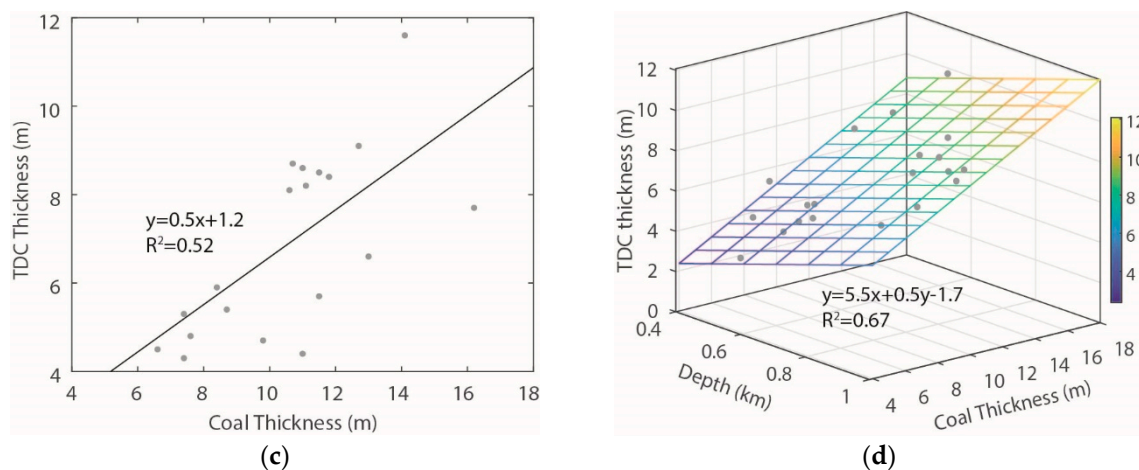 12
10
8
6
4
TDC Thickness (m)
y=0.5x+1.2
R²=0.52
4 6 8 10 12 14 16 18
Coal Thickness (m)
(c)
12
10
8
6
4
2
0
TDC thickness (m)
y=5.5x+0.5y-1.7
R²=0.67
0.4 0.6 0.8 1
Depth (km)
4 6 8 10 12 14 16 18
Coal Thickness (m)
12
10
8
6
4
(d)